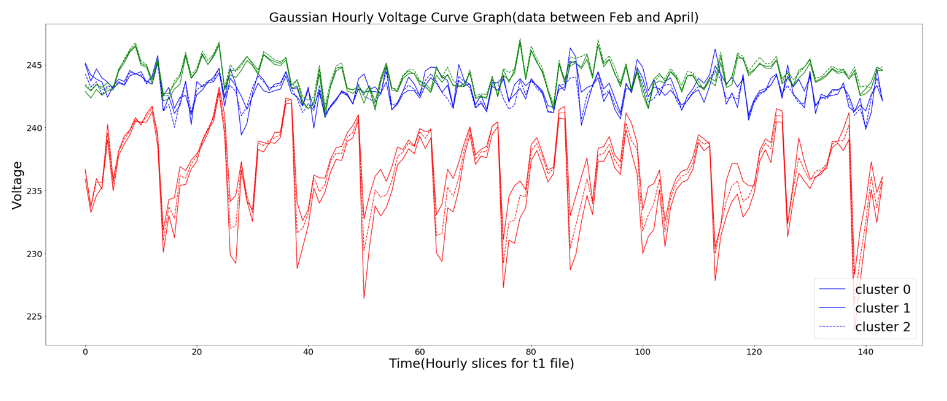 Gaussian Hourly Voltage Curve Graph(data between Feb and April)
245
240
235
230
225
Voltage
cluster 0
cluster 1
cluster 2
0 20 40 60 80 100 120 140
Time(Hourly slices for t1 file)